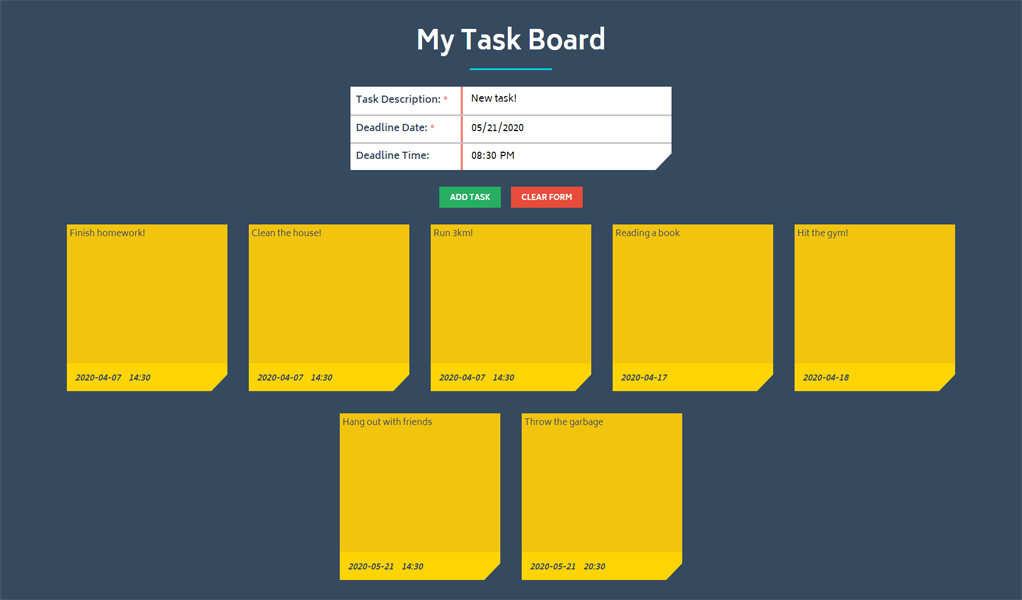 My Task Board
Task Description: * New task!
Deadline Date: * 05/21/2020
Deadline Time: 08:30 PM
ADD TASK CLEAR FORM
Finish homework! Clean the house! Run 3km! Reading a book Hit the gym!
2020-04-07 14:30 2020-04-07 14:30 2020-04-07 14:30 2020-04-17 2020-04-18
Hang out with friends Throw the garbage
2020-05-21 14:30 2020-05-21 20:30